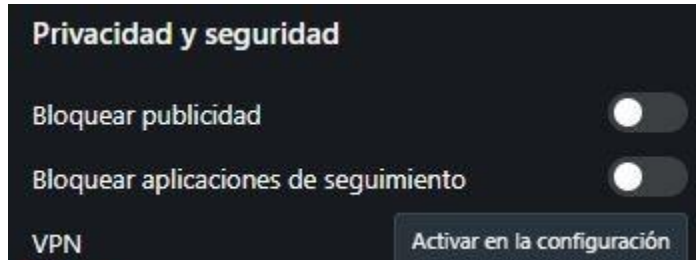 Privacidad y seguridad
Bloquear publicidad
Bloquear aplicaciones de seguimiento
VPN Activar en la configuración